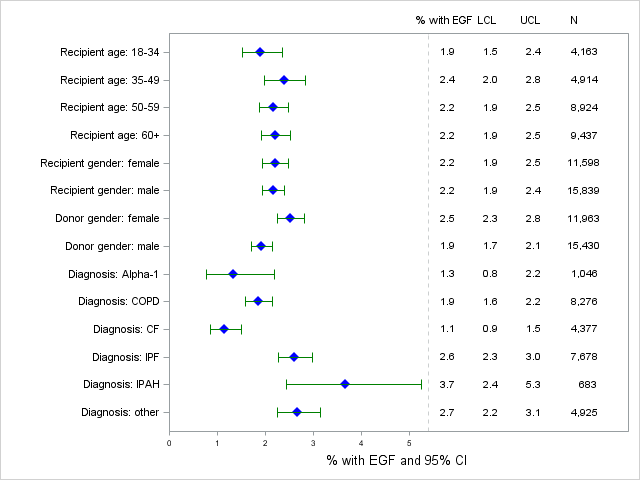 % with EGF LCL UCL N
Recipient age: 18-34 1.9 1.5 2.4 4,163
Recipient age: 35-49 2.4 2.0 2.8 4,914
Recipient age: 50-59 2.2 1.9 2.5 8,924
Recipient age: 60+ 2.2 1.9 2.5 9,437
Recipient gender: female 2.2 1.9 2.5 11,598
Recipient gender: male 2.2 1.9 2.4 15,839
Donor gender: female 2.5 2.3 2.8 11,963
Donor gender: male 1.9 1.7 2.1 15,430
Diagnosis: Alpha-1 1.3 0.8 2.2 1,046
Diagnosis: COPD 1.9 1.6 2.2 8,276
Diagnosis: CF 1.1 0.9 1.5 4,377
Diagnosis: IPF 2.6 2.3 3.0 7,678
Diagnosis: IPAH 3.7 2.4 5.3 683
Diagnosis: other 2.7 2.2 3.1 4,925
0 1 2 3 4 5
% with EGF and 95% CI